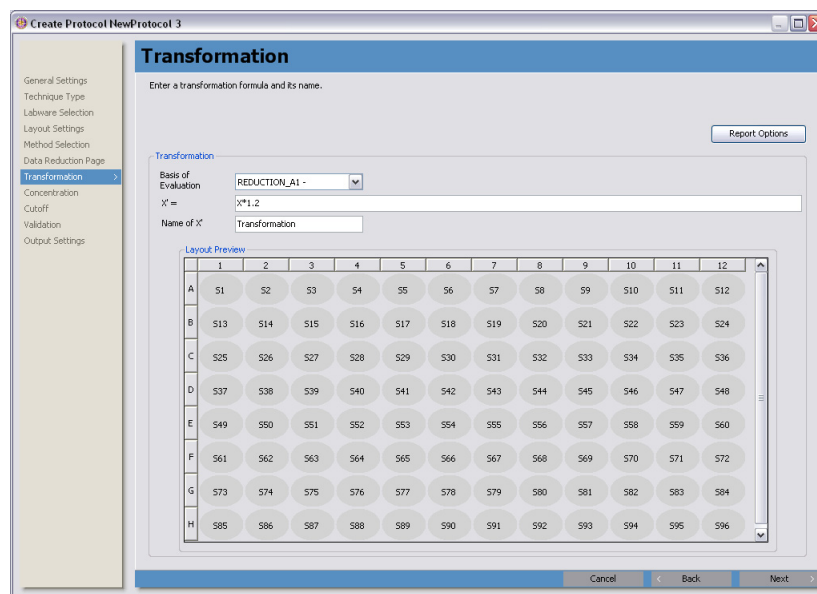 Create Protocol NewProtocol 3
Transformation
General Settings
Technique Type
Labware Selection
Layout Settings
Method Selection
Data Reduction Page
Transformation >
Concentration
Cutoff
Validation
Output Settings
Enter a transformation formula and its name.
Report Options
Transformation
Basis of
Evaluation
REDUCTION_A1 -
X' =
X*1.2
Name of X'
Transformation
Layout Preview
1 2 3 4 5 6 7 8 9 10 11 12
A S1 S2 S3 S4 S5 S6 S7 S8 S9 S10 S11 S12
B S13 S14 S15 S16 S17 S18 S19 S20 S21 S22 S23 S24
C S25 S26 S27 S28 S29 S30 S31 S32 S33 S34 S35 S36
D S37 S38 S39 S40 S41 S42 S43 S44 S45 S46 S47 S48
E S49 S50 S51 S52 S53 S54 S55 S56 S57 S58 S59 S60
F S61 S62 S63 S64 S65 S66 S67 S68 S69 S70 S71 S72
G S73 S74 S75 S76 S77 S78 S79 S80 S81 S82 S83 S84
H S85 S86 S87 S88 S89 S90 S91 S92 S93 S94 S95 S96
Cancel < Back Next >